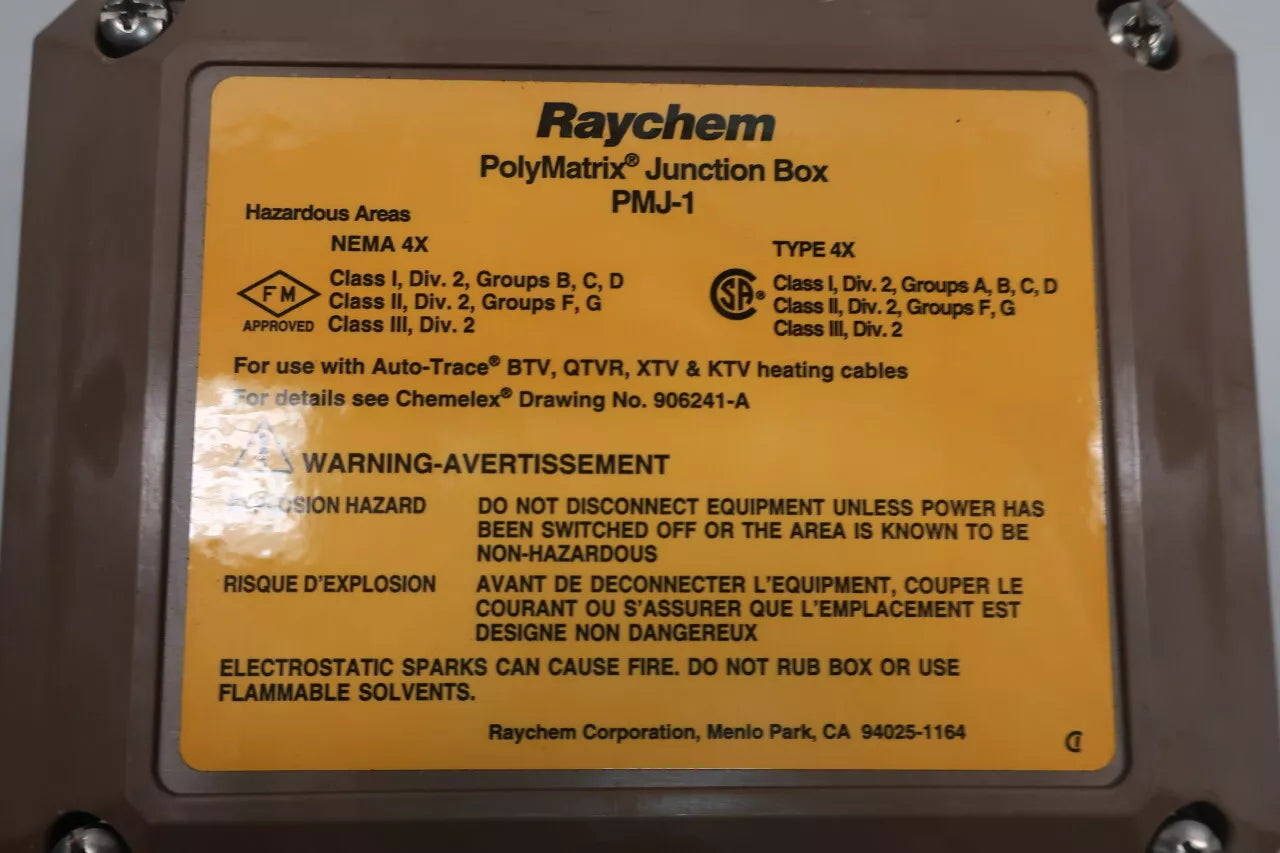 Raychem
PolyMatrix® Junction Box
PMJ-1
Hazardous Areas
NEMA 4X
TYPE 4X
FM
APPROVED
Class I, Div. 2, Groups B, C, D
Class II, Div. 2, Groups F, G
Class III, Div. 2
SA®
Class I, Div. 2, Groups A, B, C, D
Class II, Div. 2, Groups F, G
Class III, Div. 2
For use with Auto-Trace® BTV, QTVR, XTV & KTV heating cables
For details see Chemelex® Drawing No. 906241-A
WARNING-AVERTISSEMENT
EXPLOSION HAZARD
DO NOT DISCONNECT EQUIPMENT UNLESS POWER HAS
BEEN SWITCHED OFF OR THE AREA IS KNOWN TO BE
NON-HAZARDOUS
RISQUE D'EXPLOSION
AVANT DE DECONNECTER L'EQUIPMENT, COUPER LE
COURANT OU S'ASSURER QUE L'EMPLACEMENT EST
DESIGNE NON DANGEREUX
ELECTROSTATIC SPARKS CAN CAUSE FIRE. DO NOT RUB BOX OR USE
FLAMMABLE SOLVENTS.
Raychem Corporation, Menlo Park, CA 94025-1164